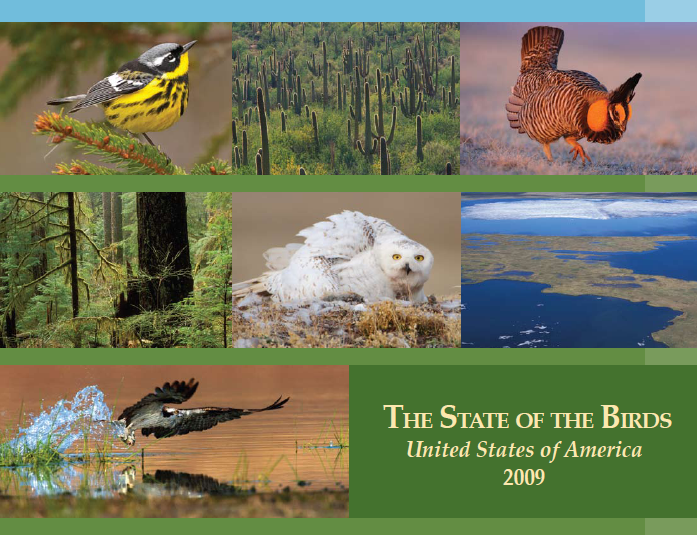 The State of the Birds
United States of America
2009